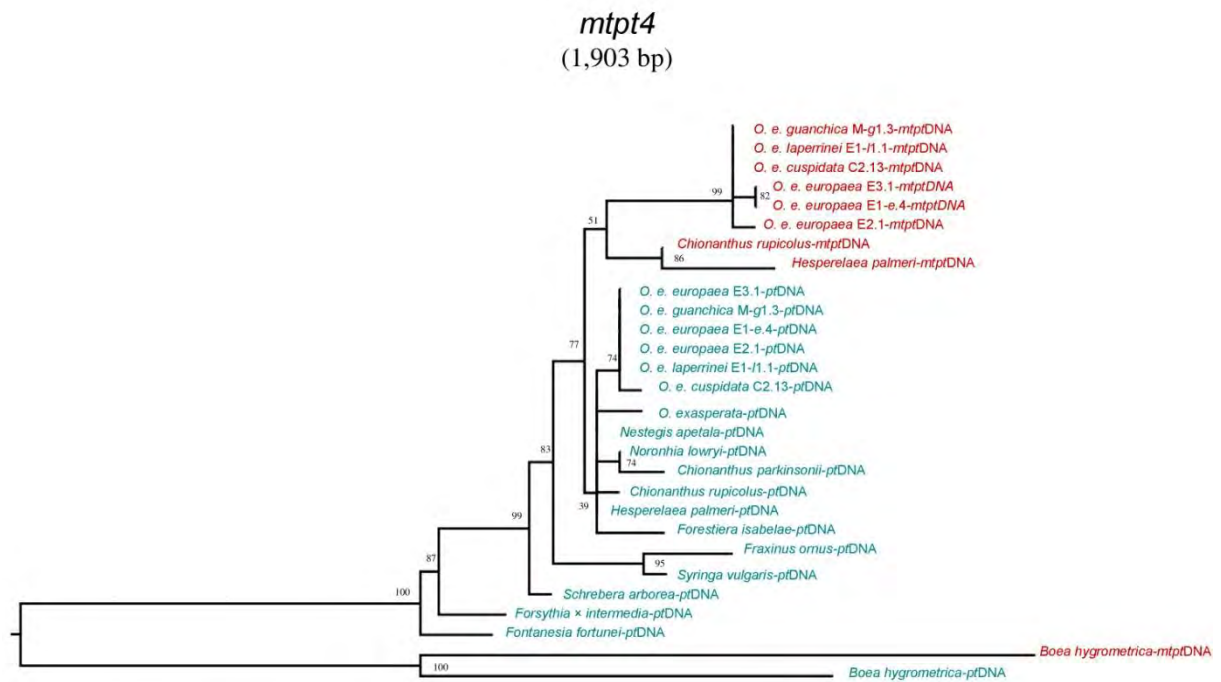 mtpt4
(1,903 bp)
O. e. guanchica M-g1.3-mtptDNA
O. e. laperrinei E1-l1.1-mtptDNA
O. e. cuspidata C2.13-mtptDNA
O. e. europaea E3.1-mtptDNA
99
82
O. e. europaea E1-e.4-mtptDNA
O. e. europaea E2.1-mtptDNA
51
Chionanthus rupicolus-mtptDNA
86
Hesperelaea palmeri-mtptDNA
O. e. europaea E3.1-ptDNA
O. e. guanchica M-g1.3-ptDNA
O. e. europaea E1-e.4-ptDNA
77
O. e. europaea E2.1-ptDNA
74
O. e. laperrinei E1-l1.1-ptDNA
O. e. cuspidata C2.13-ptDNA
O. exasperata-ptDNA
Nestegis apetala-ptDNA
83
Noronhia lowryi-ptDNA
74
Chionanthus parkinsonii-ptDNA
Chionanthus rupicolus-ptDNA
39
Hesperelaea palmeri-ptDNA
99
Forestiera isabelae-ptDNA
Fraxinus ornus-ptDNA
87
95
Syringa vulgaris-ptDNA
100
Schrebera arborea-ptDNA
Forsythia × intermedia-ptDNA
Fontanesia fortunei-ptDNA
Boea hygrometrica-mtptDNA
100
Boea hygrometrica-ptDNA